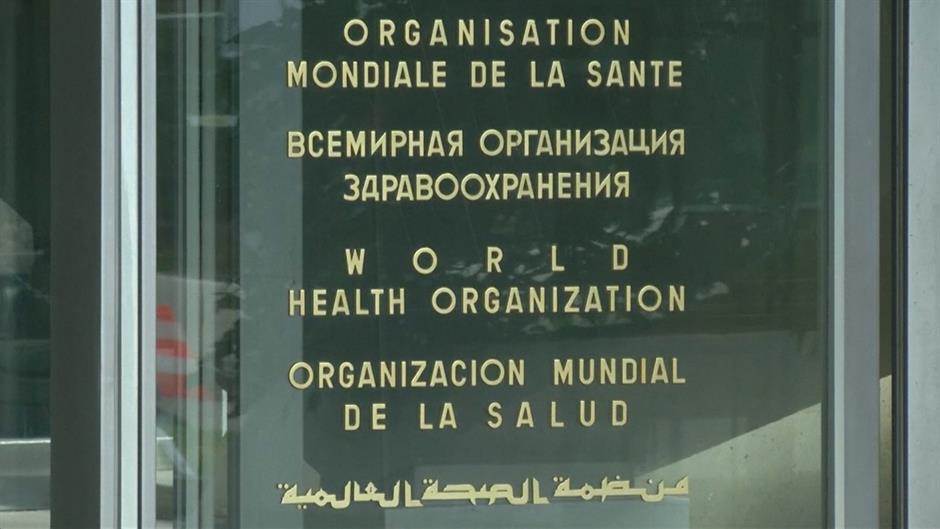 ORGANISATION
MONDIALE DE LA SANTE
ВСЕМИРНАЯ ОРГАНИЗАЦИЯ
ЗДРАВООХРАНЕНИЯ
WORLD
HEALTH ORGANIZATION
ORGANIZACION MUNDIAL
DE LA SALUD
منظمة الصحة العالمية